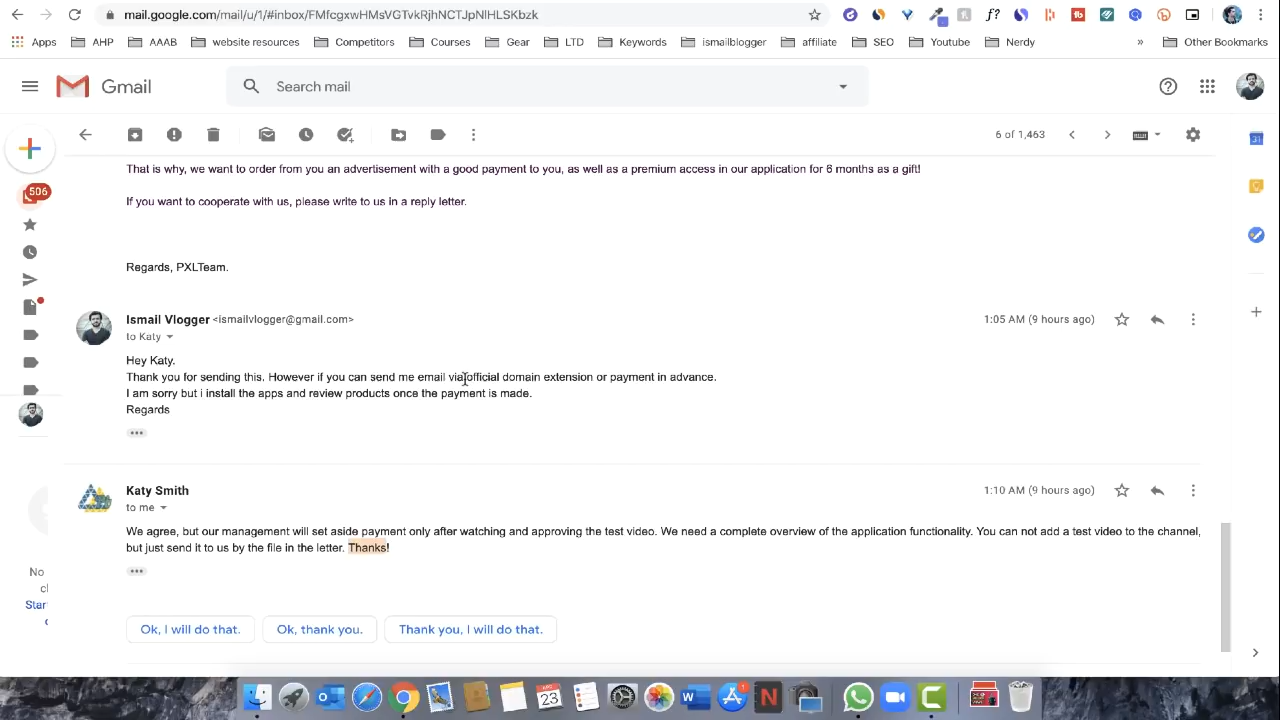 mail.google.com/mail/u/1/#inbox/FMfcgxwHMsVGTvkRjhNCTJpNlHLSKbzk
Apps AHP AAAB website resources Competitors Courses Gear LTD Keywords ismailblogger affiliate SEO Youtube Nerdy » Other Bookmarks
Gmail Search mail
6 of 1,463
506
That is why, we want to order from you an advertisement with a good payment to you, as well as a premium access in our application for 6 months as a gift!
If you want to cooperate with us, please write to us in a reply letter.
Regards, PXLTeam.
Ismail Vlogger <ismailvlogger@gmail.com> 1:05 AM (9 hours ago)
to Katy
Hey Katy.
Thank you for sending this. However if you can send me email via official domain extension or payment in advance.
I am sorry but i install the apps and review products once the payment is made.
Regards
Katy Smith 1:10 AM (9 hours ago)
to me
We agree, but our management will set aside payment only after watching and approving the test video. We need a complete overview of the application functionality. You can not add a test video to the channel,
but just send it to us by the file in the letter. Thanks!
No
Star
Ok, I will do that. Ok, thank you. Thank you, I will do that.
23